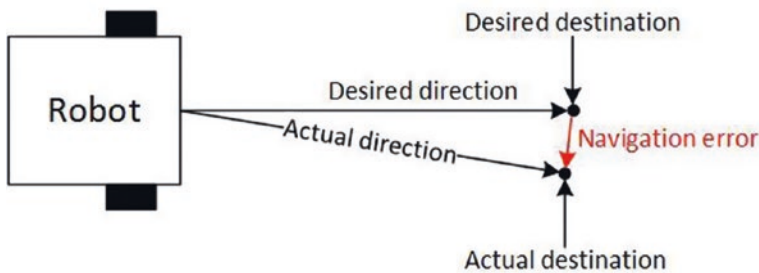 Desired destination
Robot
Desired direction
Actual direction
Navigation error
Actual destination